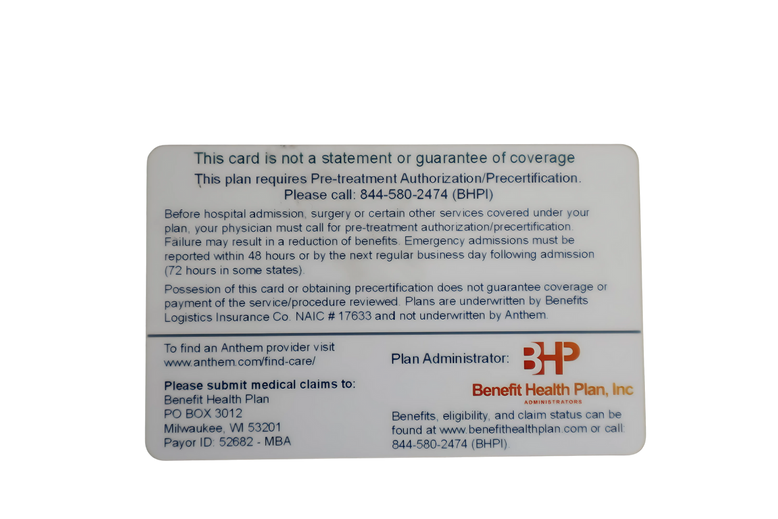 This card is not a statement or guarantee of coverage
This plan requires Pre-treatment Authorization/Precertification.
Please call: 844-580-2474 (BHPI)
Before hospital admission, surgery or certain other services covered under your
plan, your physician must call for pre-treatment authorization/precertification.
Failure may result in a reduction of benefits. Emergency admissions must be
reported within 48 hours or by the next regular business day following admission
(72 hours in some states).
Possesion of this card or obtaining precertification does not guarantee coverage or
payment of the service/procedure reviewed. Plans are underwritten by Benefits
Logistics Insurance Co. NAIC # 17633 and not underwritten by Anthem.
To find an Anthem provider visit
www.anthem.com/find-care/
Please submit medical claims to:
Benefit Health Plan
PO BOX 3012
Milwaukee, WI 53201
Payor ID: 52682 - MBA
Plan Administrator:
BHP
Benefit Health Plan, Inc
ADMINISTRATORS
Benefits, eligibility, and claim status can be
found at www.benefithealthplan.com or call:
844-580-2474 (BHPI).